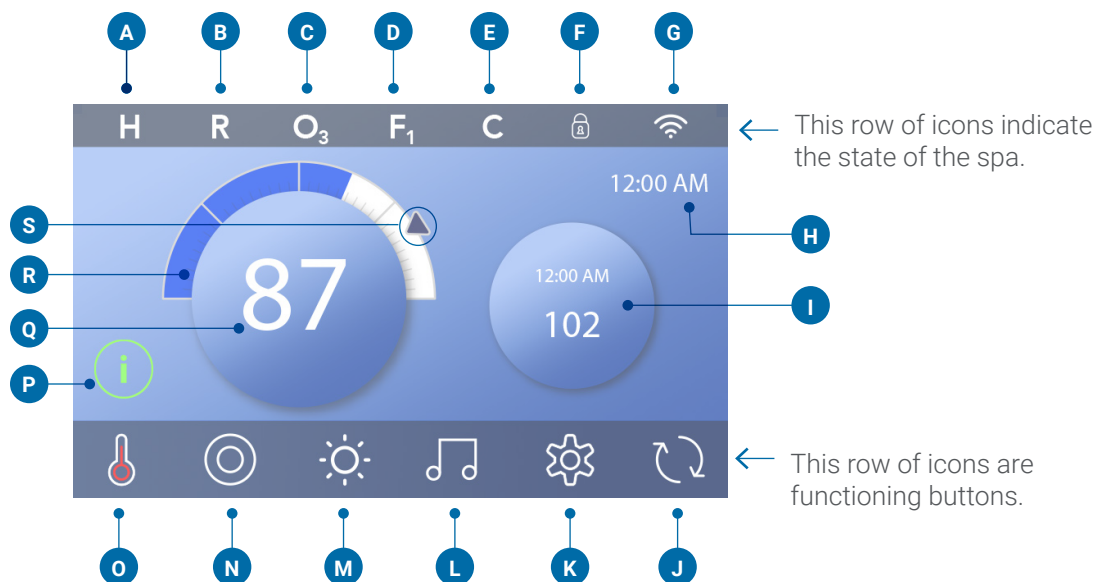 A B C D E F G
H R O₃ F₁ C
This row of icons indicate
the state of the spa.
12:00 AM
S
H
R
87
12:00 AM
102
I
Q
P
i
This row of icons are
functioning buttons.
O N M L K J